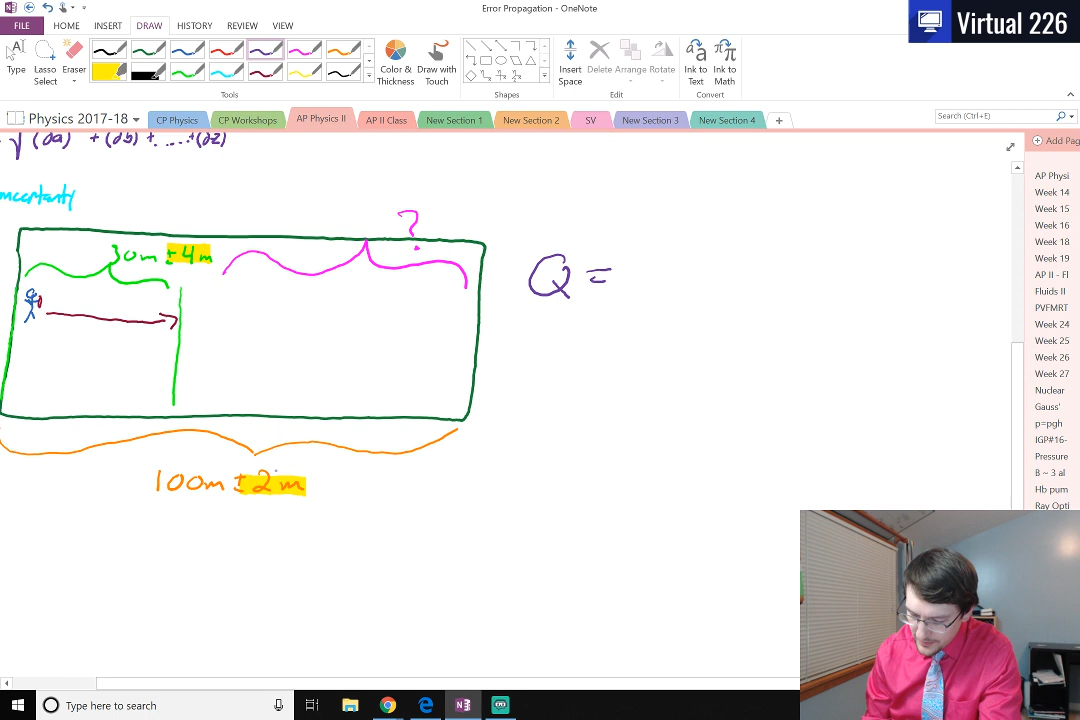 Error Propagation - OneNote
Virtual 226
FILE HOME INSERT DRAW HISTORY REVIEW VIEW
Type
Lasso Select
Eraser
Color & Thickness
Draw with Touch
Insert Space
Delete
Arrange
Rotate
Ink to Text
Ink to Math
Tools Shapes Edit Convert
Physics 2017-18
CP Physics CP Workshops AP Physics II AP II Class New Section 1 New Section 2 SV New Section 3 New Section 4 +
Search (Ctrl+E)
Add Pag
√(δa) + (δb) + .....+(δz)
uncertainty
?
30m ± 4m
Q =
100m ± 2m
AP Physi
Week 14
Week 15
Week 16
Week 18
Week 19
AP II - Fl
Fluids II
PVFMRT
Week 24
Week 25
Week 26
Week 27
Nuclear
Gauss'
p=pgh
IGP#16-
Pressure
B ~ 3 al
Hb pum
Ray Opti
Type here to search